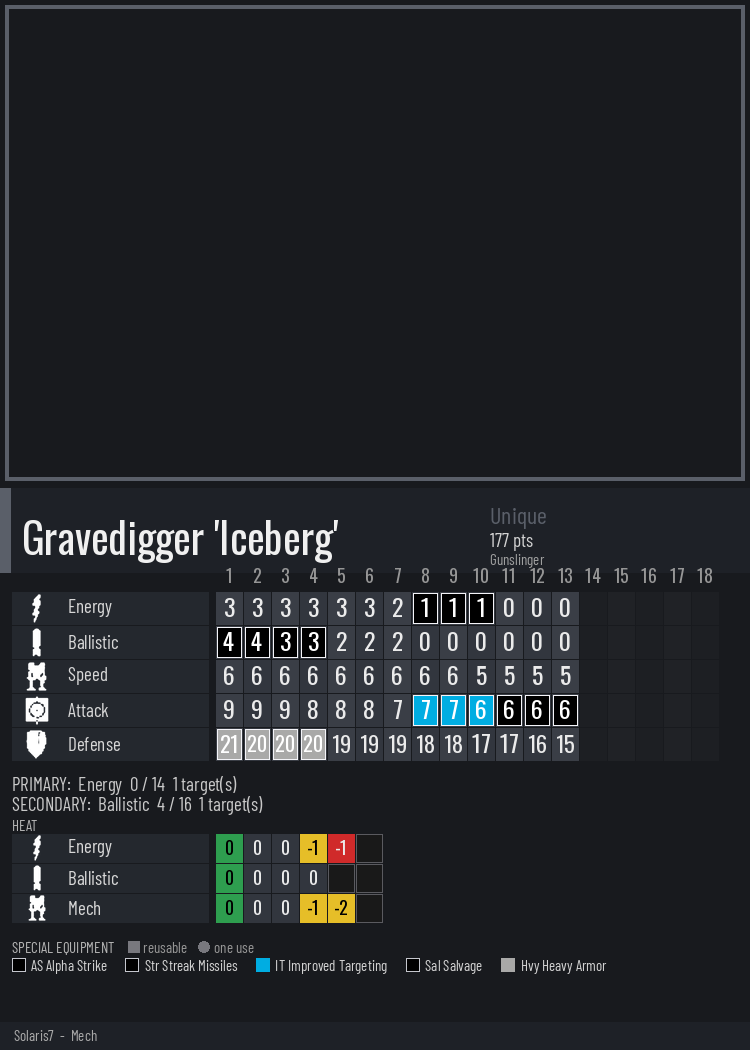 Gravedigger 'Iceberg'
Unique
177 pts
Gunslinger
1 2 3 4 5 6 7 8 9 10 11 12 13 14 15 16 17 18
Energy 3 3 3 3 3 3 2 1 1 1 0 0 0
Ballistic 4 4 3 3 2 2 2 0 0 0 0 0 0
Speed 6 6 6 6 6 6 6 6 6 5 5 5 5
Attack 9 9 9 8 8 8 7 7 7 6 6 6 6
Defense 21 20 20 20 19 19 19 18 18 17 17 16 15
PRIMARY: Energy 0 / 14 1 target(s)
SECONDARY: Ballistic 4 / 16 1 target(s)
HEAT
Energy 0 0 0 -1 -1
Ballistic 0 0 0 0
Mech 0 0 0 -1 -2
SPECIAL EQUIPMENT reusable one use
AS Alpha Strike Str Streak Missiles IT Improved Targeting Sal Salvage Hvy Heavy Armor
Solaris7 - Mech